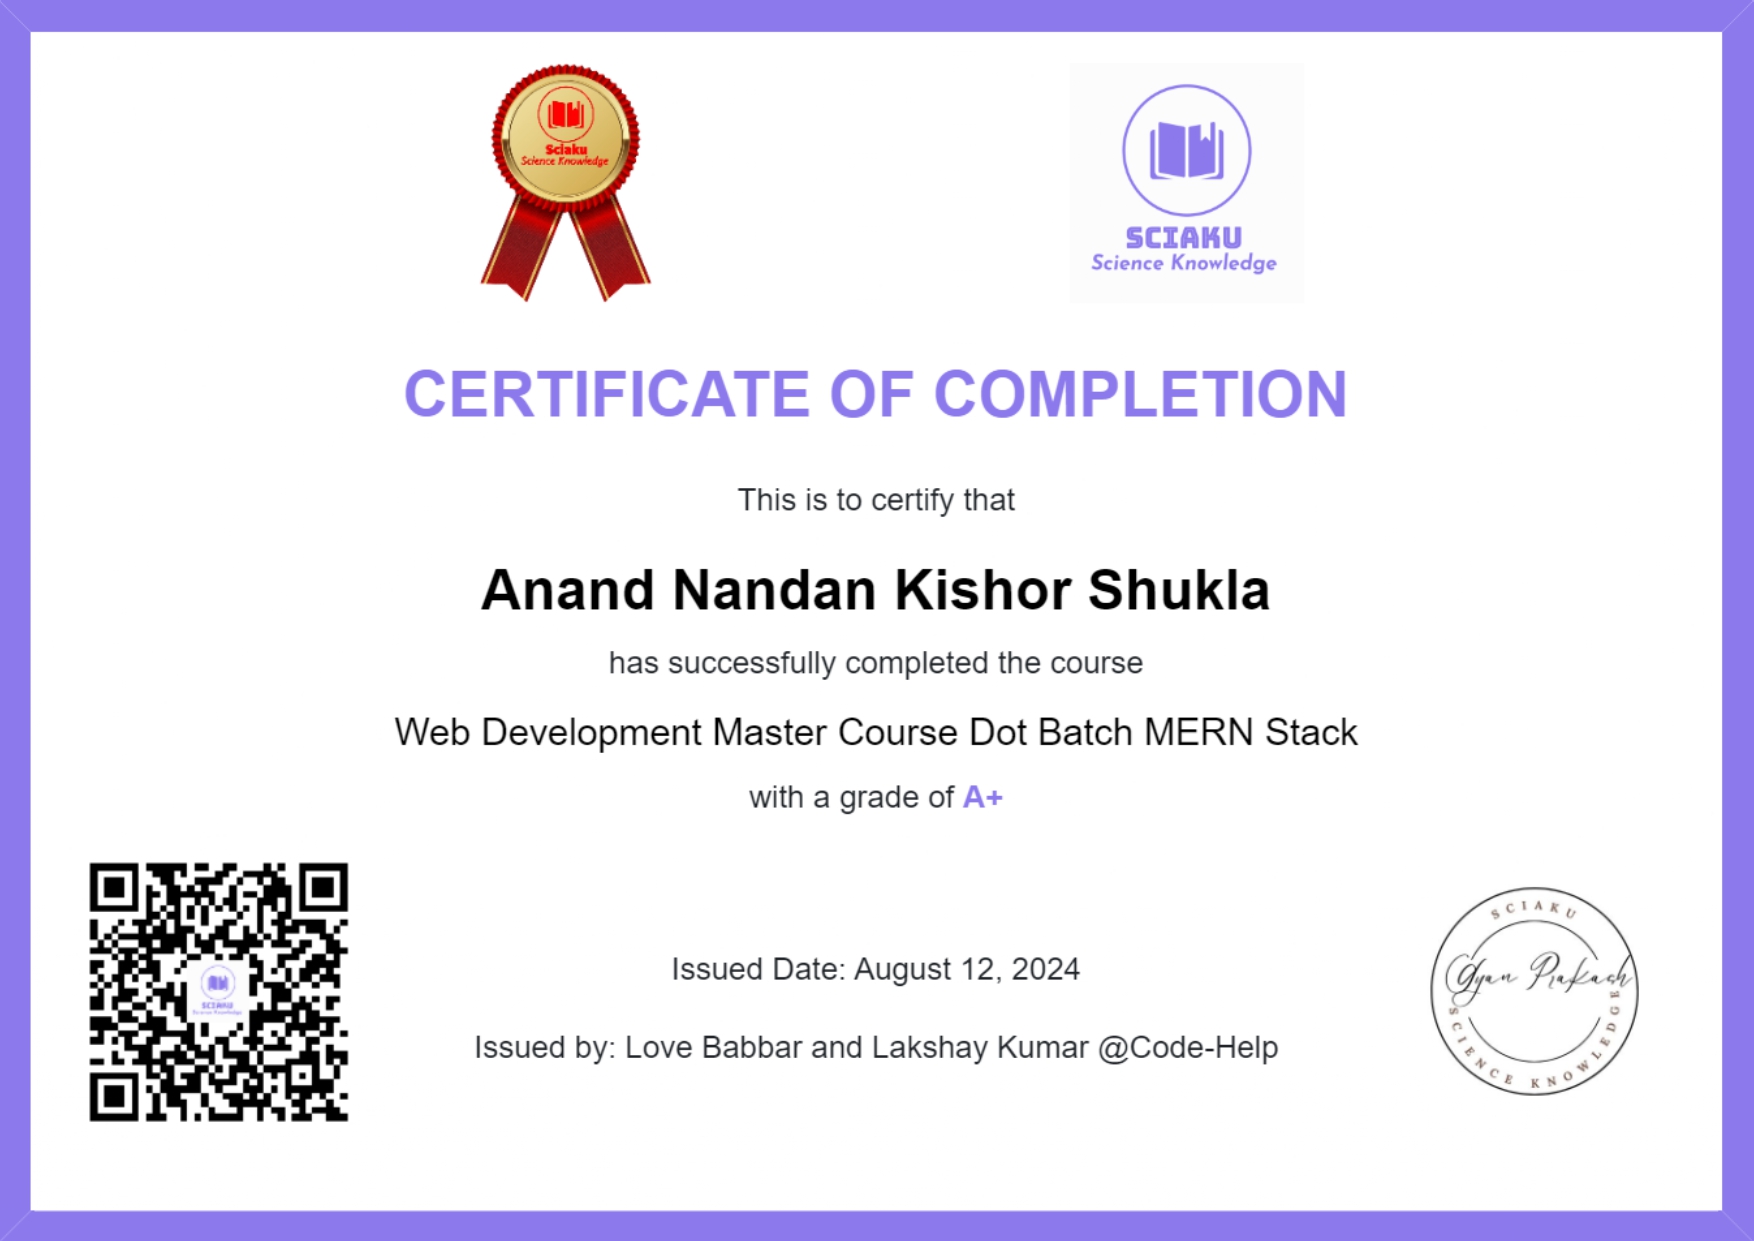 Sciaku
Science Knowledge
SCIAKU
Science Knowledge
CERTIFICATE OF COMPLETION
This is to certify that
Anand Nandan Kishor Shukla
has successfully completed the course
Web Development Master Course Dot Batch MERN Stack
with a grade of A+
SCIAKU
Science Knowledge
Issued Date: August 12, 2024
Issued by: Love Babbar and Lakshay Kumar @Code-Help
SCIAKU
Gyan Prakash
SCIENCE KNOWLEDGE